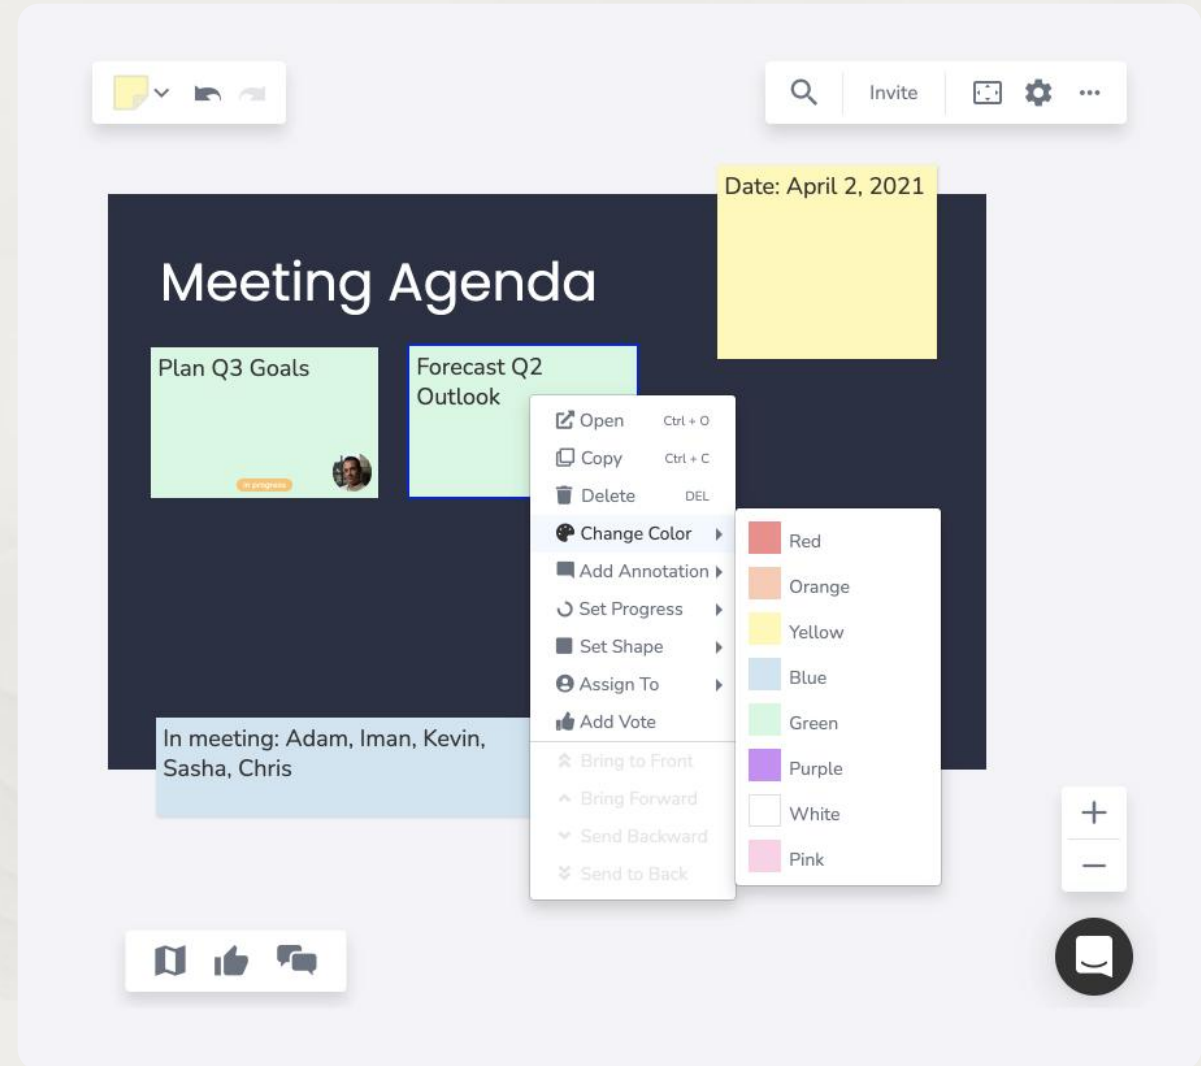 Invite
Date: April 2, 2021
Meeting Agenda
Plan Q3 Goals
In progress
Forecast Q2
Outlook
Open Ctrl + O
Copy Ctrl + C
Delete DEL
Change Color
Add Annotation
Set Progress
Set Shape
Assign To
Add Vote
Bring to Front
Bring Forward
Send Backward
Send to Back
Red
Orange
Yellow
Blue
Green
Purple
White
Pink
In meeting: Adam, Iman, Kevin,
Sasha, Chris